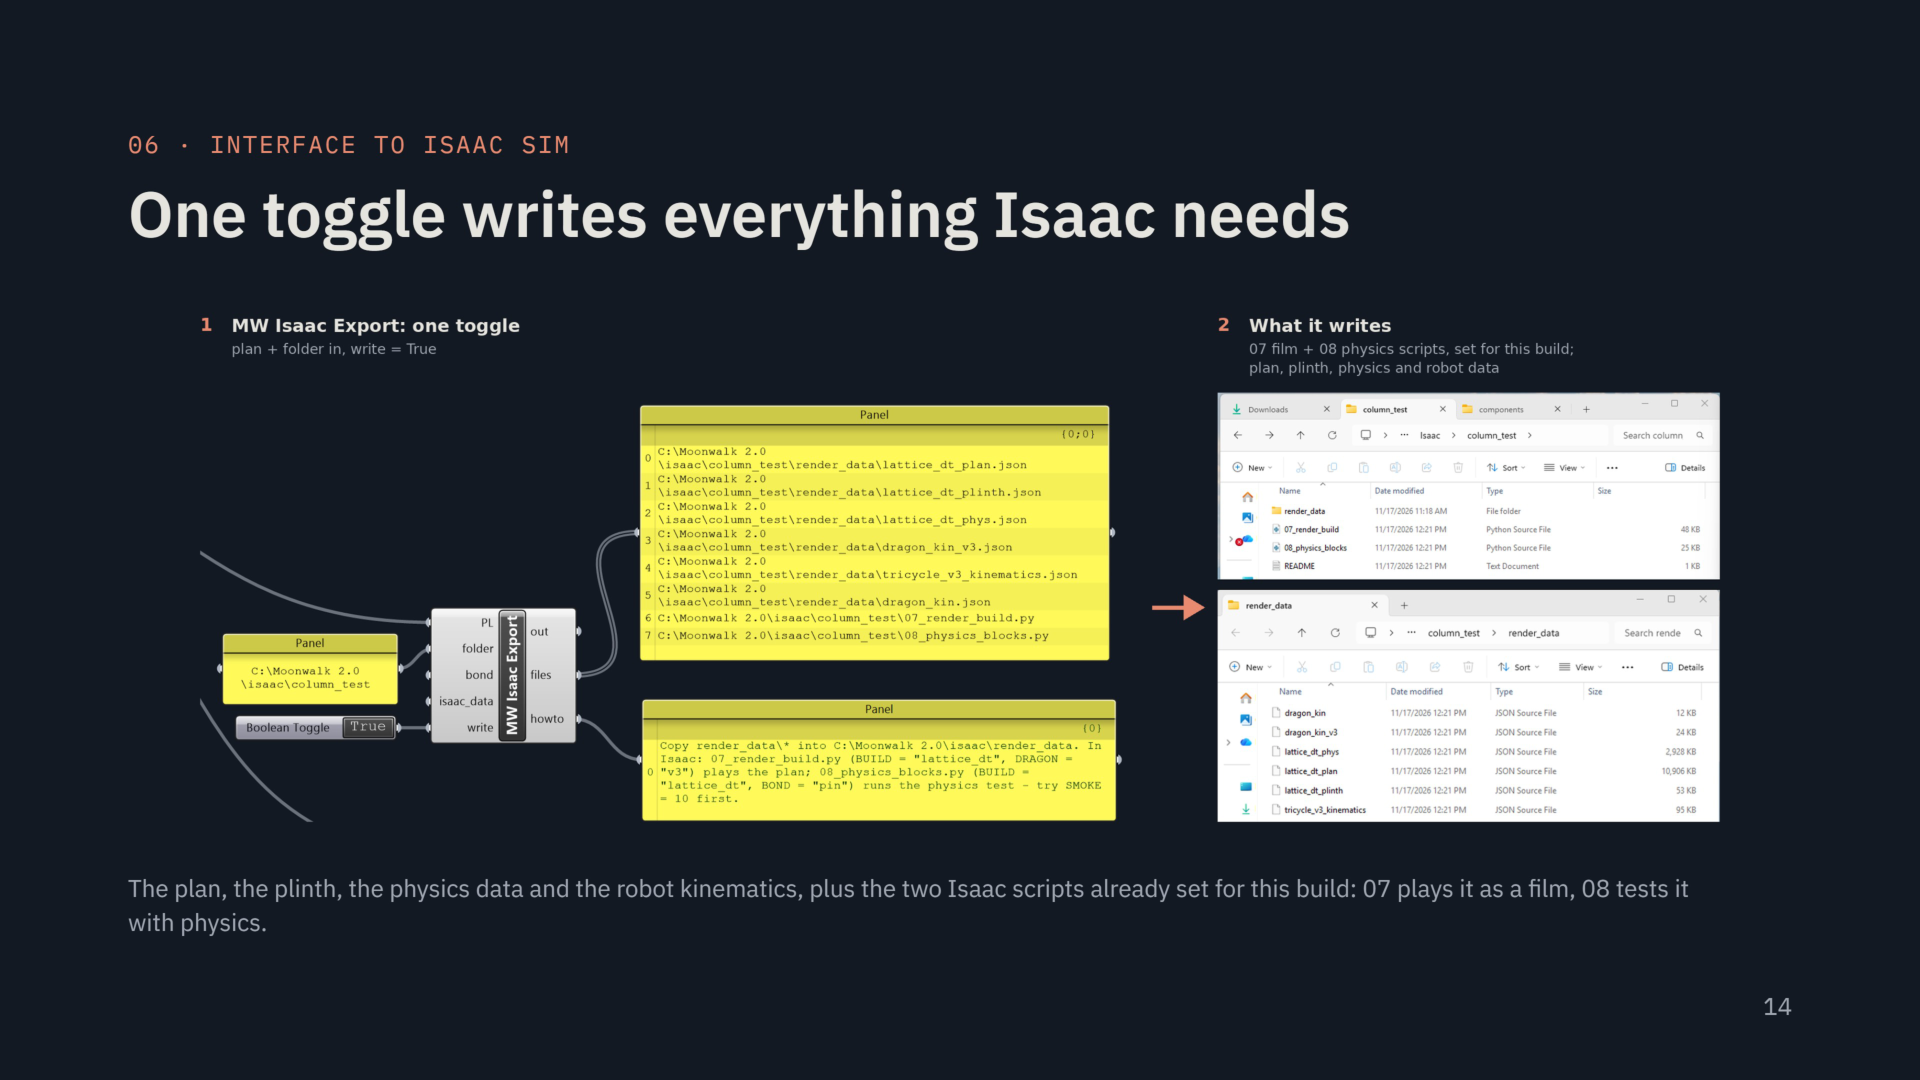 06 · INTERFACE TO ISAAC SIM
One toggle writes everything Isaac needs
1 MW Isaac Export: one toggle
plan + folder in, write = True
Panel
{0;0}
0 C:\Moonwalk 2.0
\isaac\column_test\render_data\lattice_dt_plan.json
1 C:\Moonwalk 2.0
\isaac\column_test\render_data\lattice_dt_plinth.json
2 C:\Moonwalk 2.0
\isaac\column_test\render_data\lattice_dt_phys.json
3 C:\Moonwalk 2.0
\isaac\column_test\render_data\dragon_kin_v3.json
4 C:\Moonwalk 2.0
\isaac\column_test\render_data\tricycle_v3_kinematics.json
5 C:\Moonwalk 2.0
\isaac\column_test\render_data\dragon_kin.json
6 C:\Moonwalk 2.0\isaac\column_test\07_render_build.py
7 C:\Moonwalk 2.0\isaac\column_test\08_physics_blocks.py
Panel
C:\Moonwalk 2.0
\isaac\column_test
Boolean Toggle True
PL
folder
bond
isaac_data
write
MW Isaac Export
out
files
howto
Panel
{0}
Copy render_data\* into C:\Moonwalk 2.0\isaac\render_data. In
Isaac: 07_render_build.py (BUILD = "lattice_dt", DRAGON =
"v3") plays the plan; 08_physics_blocks.py (BUILD =
0 "lattice_dt", BOND = "pin") runs the physics test - try SMOKE
= 10 first.
2 What it writes
07 film + 08 physics scripts, set for this build;
plan, plinth, physics and robot data
Downloads column_test components
Isaac column_test Search column
New Sort View Details
Name Date modified Type Size
render_data 11/17/2026 11:18 AM File folder
07_render_build 11/17/2026 12:21 PM Python Source File 48 KB
08_physics_blocks 11/17/2026 12:21 PM Python Source File 25 KB
README 11/17/2026 12:21 PM Text Document 1 KB
render_data
column_test render_data Search rende
New Sort View Details
Name Date modified Type Size
dragon_kin 11/17/2026 12:21 PM JSON Source File 12 KB
dragon_kin_v3 11/17/2026 12:21 PM JSON Source File 24 KB
lattice_dt_phys 11/17/2026 12:21 PM JSON Source File 2,928 KB
lattice_dt_plan 11/17/2026 12:21 PM JSON Source File 10,906 KB
lattice_dt_plinth 11/17/2026 12:21 PM JSON Source File 53 KB
tricycle_v3_kinematics 11/17/2026 12:21 PM JSON Source File 95 KB
The plan, the plinth, the physics data and the robot kinematics, plus the two Isaac scripts already set for this build: 07 plays it as a film, 08 tests it
with physics.
14